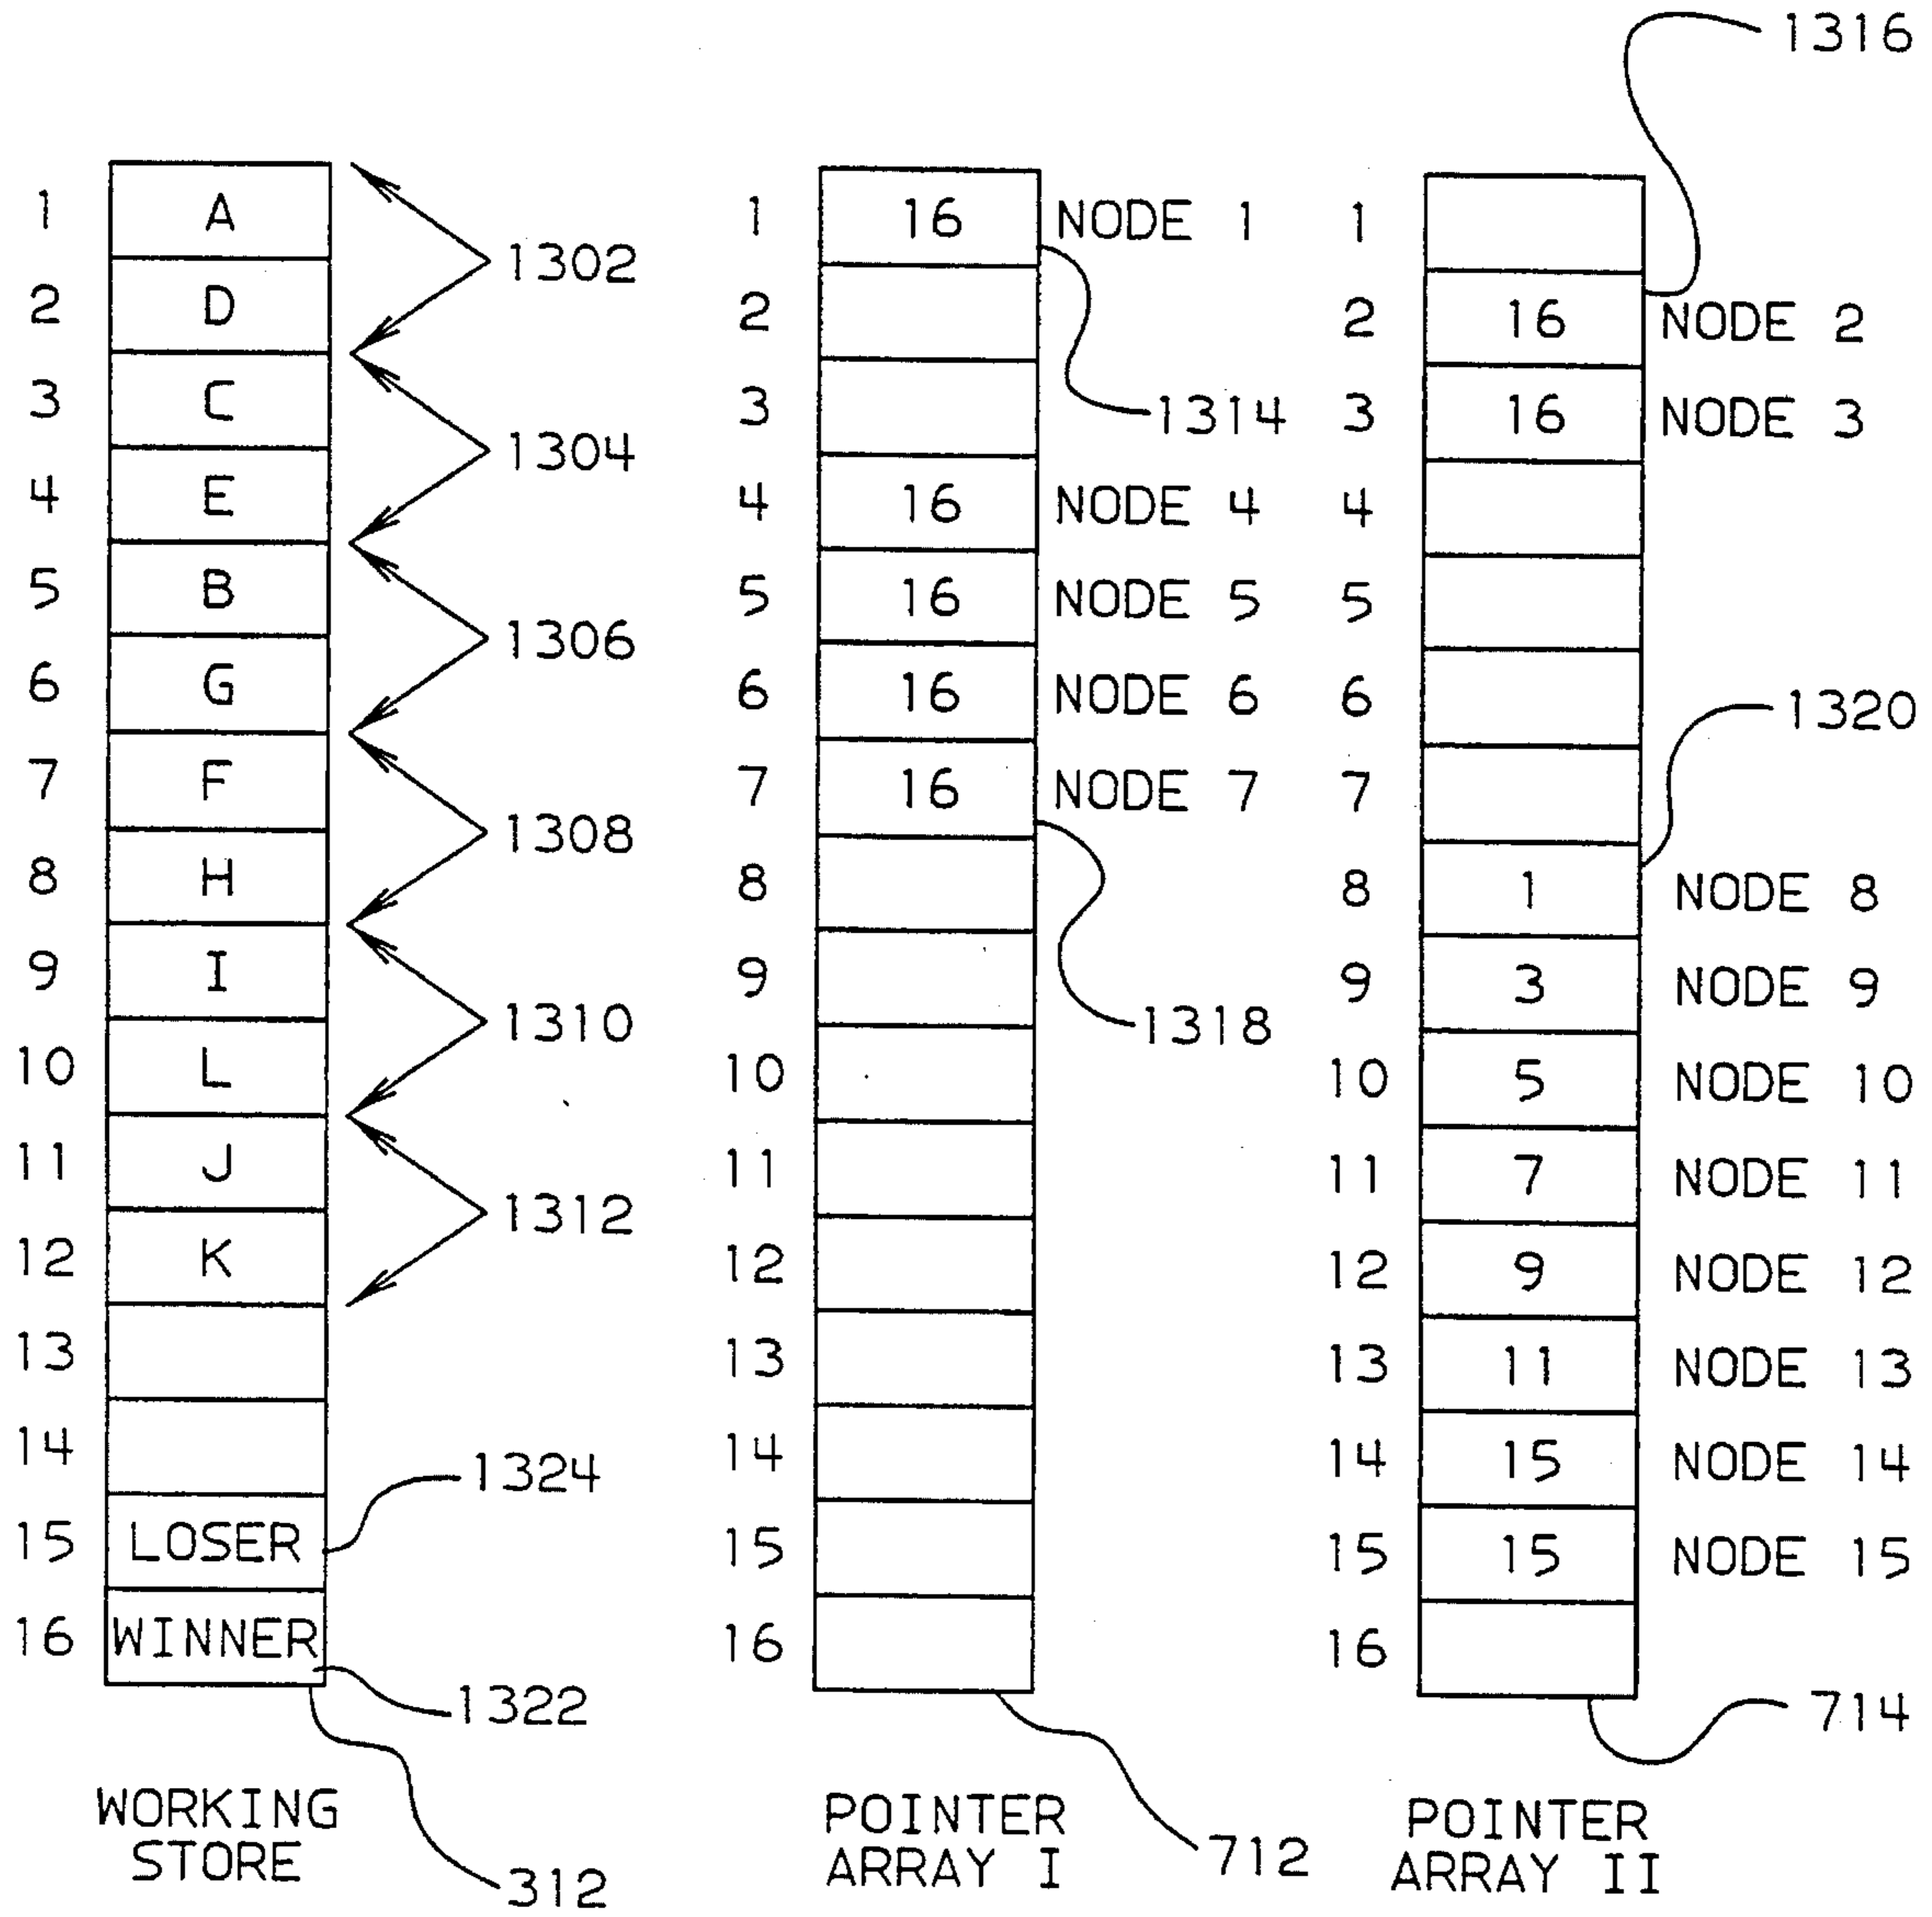 1316
1 A 1 16 NODE 1 1
1302
2 D 2 2 16 NODE 2
3 C 3 1314 3 16 NODE 3
1304
4 E 4 16 NODE 4 4
5 B 5 16 NODE 5 5
1306
6 G 6 16 NODE 6 6
1320
7 F 7 16 NODE 7 7
1308
8 H 8 8 1 NODE 8
9 I 9 9 3 NODE 9
1310 1318
10 L 10 10 5 NODE 10
11 J 11 11 7 NODE 11
1312
12 K 12 12 9 NODE 12
13 13 13 11 NODE 13
14 14 14 15 NODE 14
1324
15 LOSER 15 15 15 NODE 15
16 WINNER 16 16
1322 714
WORKING POINTER POINTER
STORE ARRAY I ARRAY II
312 712